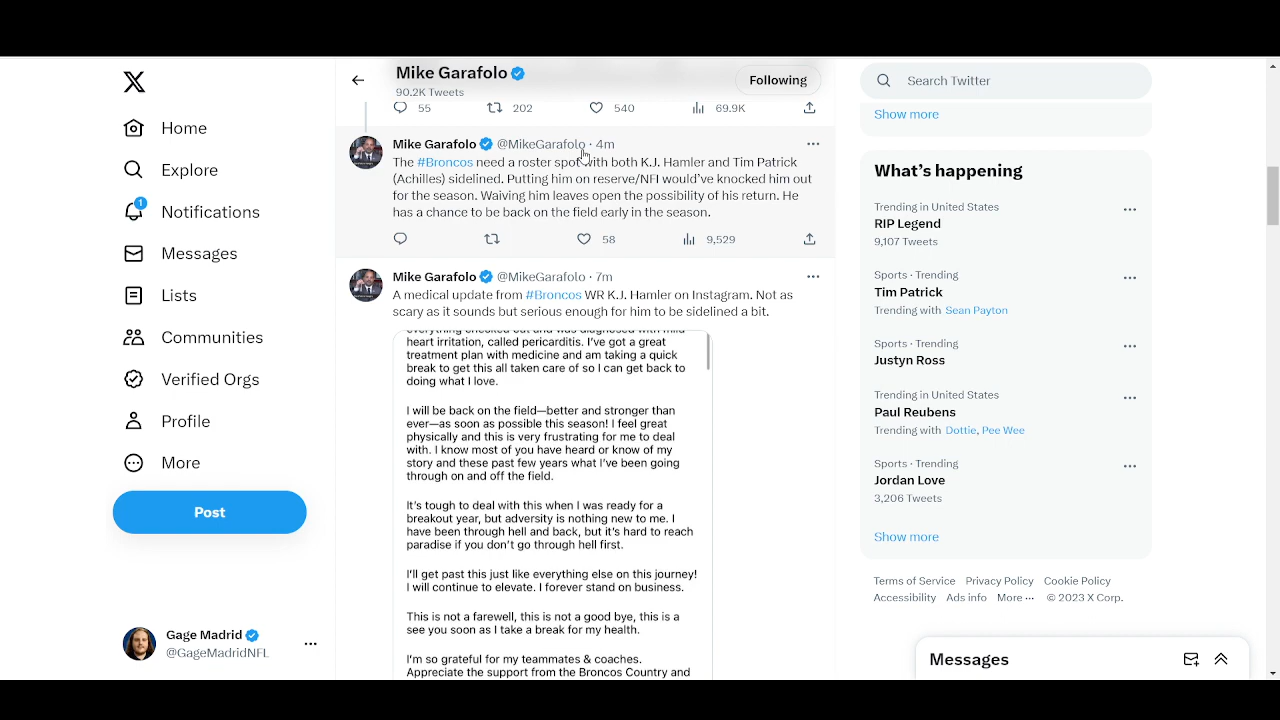 Mike Garafolo
90.2K Tweets
Following
Search Twitter
Home
Explore
1
Notifications
Messages
Lists
Communities
Verified Orgs
Profile
More
Post
Gage Madrid
@GageMadridNFL
55 202 540 69.9K
Mike Garafolo @MikeGarafolo · 4m
The #Broncos need a roster spot with both K.J. Hamler and Tim Patrick
(Achilles) sidelined. Putting him on reserve/NFI would've knocked him out
for the season. Waiving him leaves open the possibility of his return. He
has a chance to be back on the field early in the season.
58 9,529
Mike Garafolo @MikeGarafolo · 7m
A medical update from #Broncos WR K.J. Hamler on Instagram. Not as
scary as it sounds but serious enough for him to be sidelined a bit.
everything checked out and was diagnosed with mild
heart irritation, called pericarditis. I've got a great
treatment plan with medicine and am taking a quick
break to get this all taken care of so I can get back to
doing what I love.
I will be back on the field—better and stronger than
ever—as soon as possible this season! I feel great
physically and this is very frustrating for me to deal
with. I know most of you have heard or know of my
story and these past few years what I've been going
through on and off the field.
It's tough to deal with this when I was ready for a
breakout year, but adversity is nothing new to me. I
have been through hell and back, but it's hard to reach
paradise if you don't go through hell first.
I'll get past this just like everything else on this journey!
I will continue to elevate. I forever stand on business.
This is not a farewell, this is not a good bye, this is a
see you soon as I take a break for my health.
I'm so grateful for my teammates & coaches.
Appreciate the support from the Broncos Country and
Show more
What's happening
Trending in United States
RIP Legend
9,107 Tweets
Sports · Trending
Tim Patrick
Trending with Sean Payton
Sports · Trending
Justyn Ross
Trending in United States
Paul Reubens
Trending with Dottie, Pee Wee
Sports · Trending
Jordan Love
3,206 Tweets
Show more
Terms of Service Privacy Policy Cookie Policy
Accessibility Ads info More ··· © 2023 X Corp.
Messages